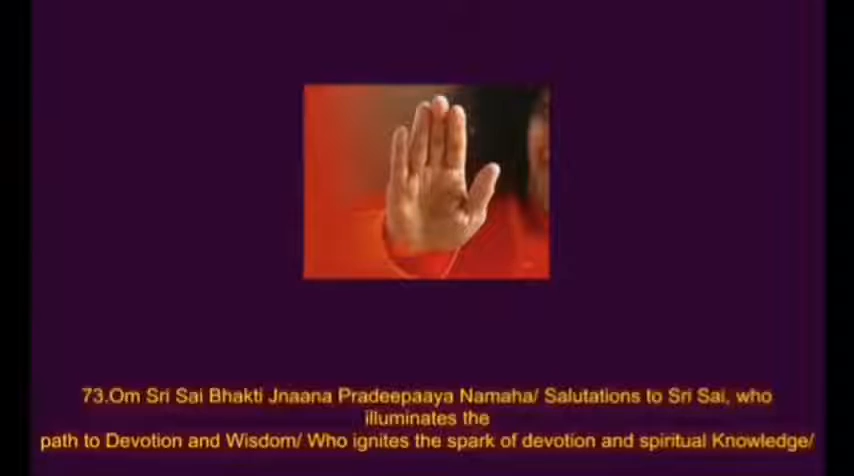 73.Om Sri Sai Bhakti Jnaana Pradeepaaya Namaha/ Salutations to Sri Sai, who
illuminates the
path to Devotion and Wisdom/ Who ignites the spark of devotion and spiritual Knowledge/